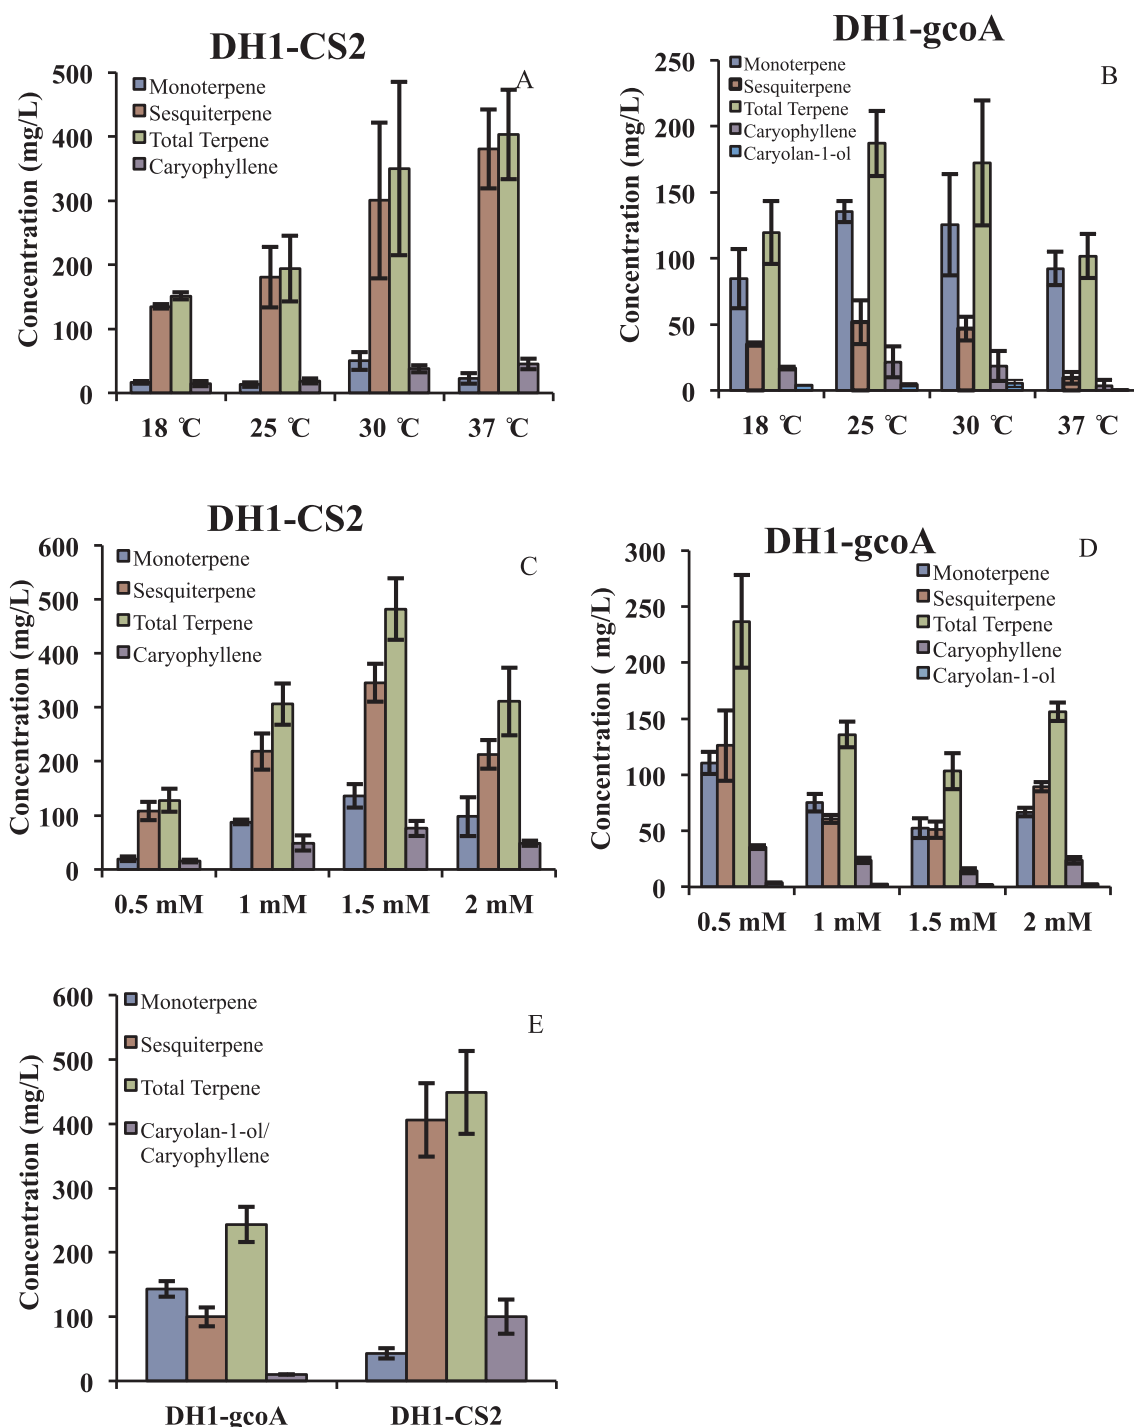 DH1-CS2
A
Concentration (mg/L)
500
400
300
200
100
0
Monoterpene
Sesquiterpene
Total Terpene
Caryophyllene
18 ℃ 25 ℃ 30 ℃ 37 ℃
DH1-gcoA
B
Concentration (mg/L)
250
200
150
100
50
0
Monoterpene
Sesquiterpene
Total Terpene
Caryophyllene
Caryolan-1-ol
18 ℃ 25 ℃ 30 ℃ 37 ℃
DH1-CS2
C
Concentration (mg/L)
600
500
400
300
200
100
0
Monoterpene
Sesquiterpene
Total Terpene
Caryophyllene
0.5 mM 1 mM 1.5 mM 2 mM
DH1-gcoA
D
Concentration ( mg/L)
300
250
200
150
100
50
0
Monoterpene
Sesquiterpene
Total Terpene
Caryophyllene
Caryolan-1-ol
0.5 mM 1 mM 1.5 mM 2 mM
E
Concentration (mg/L)
600
500
400
300
200
100
0
Monoterpene
Sesquiterpene
Total Terpene
Caryolan-1-ol/
Caryophyllene
DH1-gcoA DH1-CS2